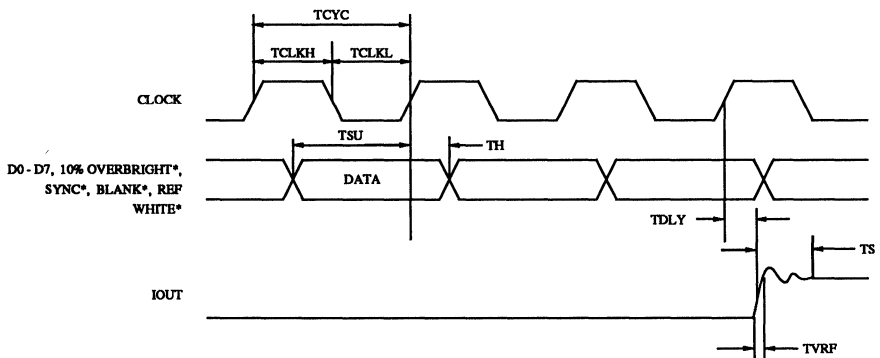 TCYC
TCLKH
TCLKL
CLOCK
TSU
TH
D0 - D7, 10% OVERBRIGHT*,
SYNC*, BLANK*, REF
WHITE*
DATA
TDLY
TS
IOUT
TVRF